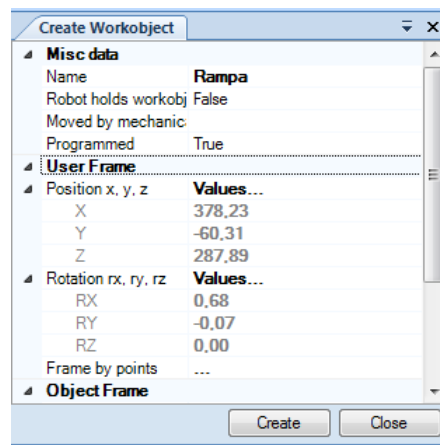 Create Workobject
Misc data
Name Rampa
Robot holds workobj False
Moved by mechanic
Programmed True
User Frame
Position x, y, z Values...
X 378,23
Y -60,31
Z 287,89
Rotation rx, ry, rz Values...
RX 0,68
RY -0,07
RZ 0,00
Frame by points ...
Object Frame
Create Close